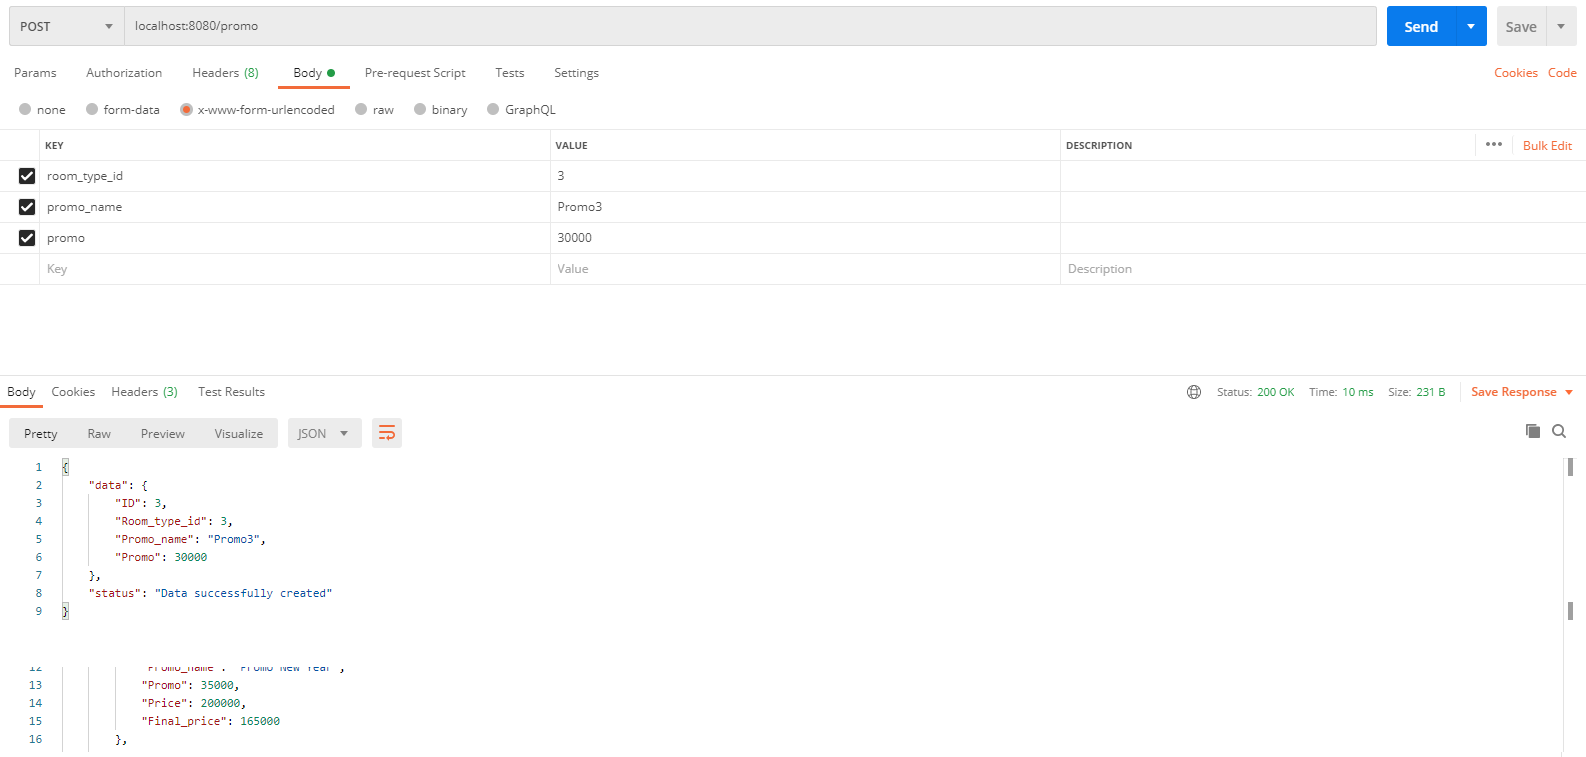 POST localhost:8080/promo Send Save
Params Authorization Headers (8) Body Pre-request Script Tests Settings Cookies Code
none form-data x-www-form-urlencoded raw binary GraphQL
KEY VALUE DESCRIPTION ••• Bulk Edit
room_type_id 3
promo_name Promo3
promo 30000
Key Value Description
Body Cookies Headers (3) Test Results Status: 200 OK Time: 10 ms Size: 231 B Save Response
Pretty Raw Preview Visualize JSON
1 {
2 "data": {
3 "ID": 3,
4 "Room_type_id": 3,
5 "Promo_name": "Promo3",
6 "Promo": 30000
7 },
8 "status": "Data successfully created"
9 }
12 "Promo_name": "Promo New Year",
13 "Promo": 35000,
14 "Price": 200000,
15 "Final_price": 165000
16 },